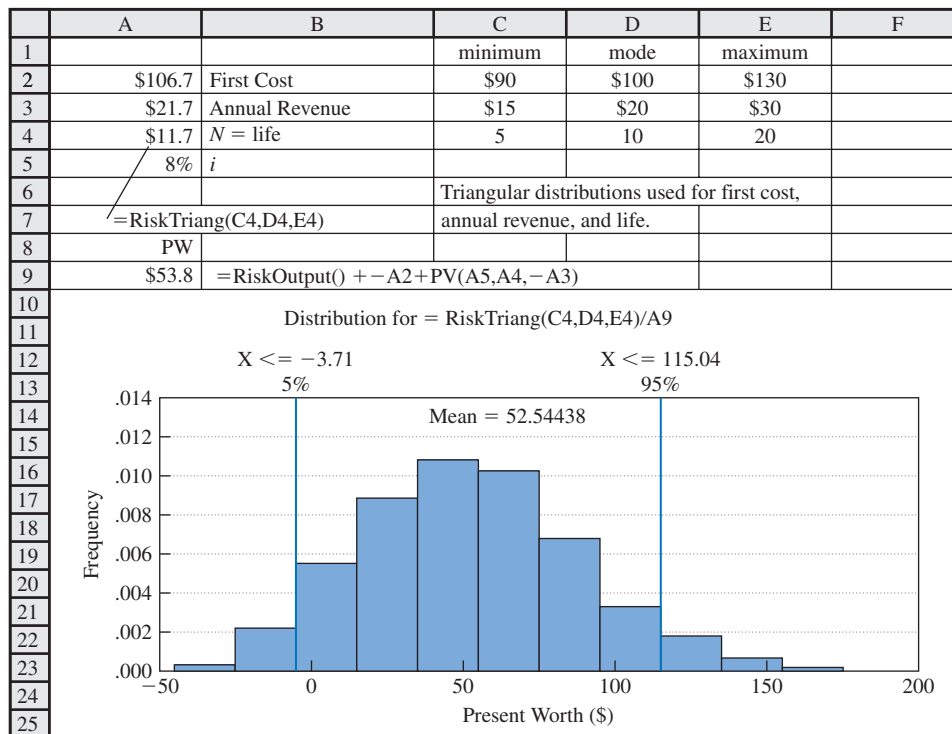 A B C D E F
1 minimum mode maximum
2 $106.7 First Cost $90 $100 $130
3 $21.7 Annual Revenue $15 $20 $30
4 $11.7 N = life 5 10 20
5 8% i
6 Triangular distributions used for first cost,
7 =RiskTriang(C4,D4,E4) annual revenue, and life.
8 PW
9 $53.8 =RiskOutput() +−A2+PV(A5,A4,−A3)
10
11 Distribution for = RiskTriang(C4,D4,E4)/A9
12 X <= −3.71 X <= 115.04
13 5% 95%
14 .014 Mean = 52.54438
15 .012
16 .010
17 .008
18 Frequency
19 .006
20 .004
21
22 .002
23 .000
24 −50 0 50 100 150 200
25 Present Worth ($)